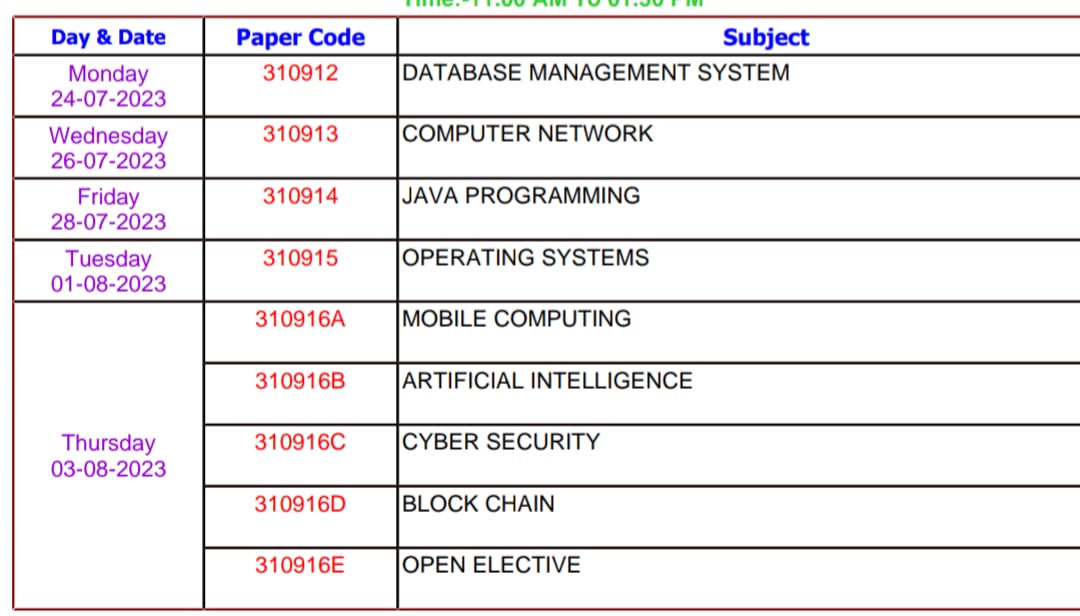 Time:-11:00 AM TO 01:30 PM
Day & Date Paper Code Subject
Monday 310912 DATABASE MANAGEMENT SYSTEM
24-07-2023
Wednesday 310913 COMPUTER NETWORK
26-07-2023
Friday 310914 JAVA PROGRAMMING
28-07-2023
Tuesday 310915 OPERATING SYSTEMS
01-08-2023
310916A MOBILE COMPUTING
310916B ARTIFICIAL INTELLIGENCE
Thursday 310916C CYBER SECURITY
03-08-2023
310916D BLOCK CHAIN
310916E OPEN ELECTIVE